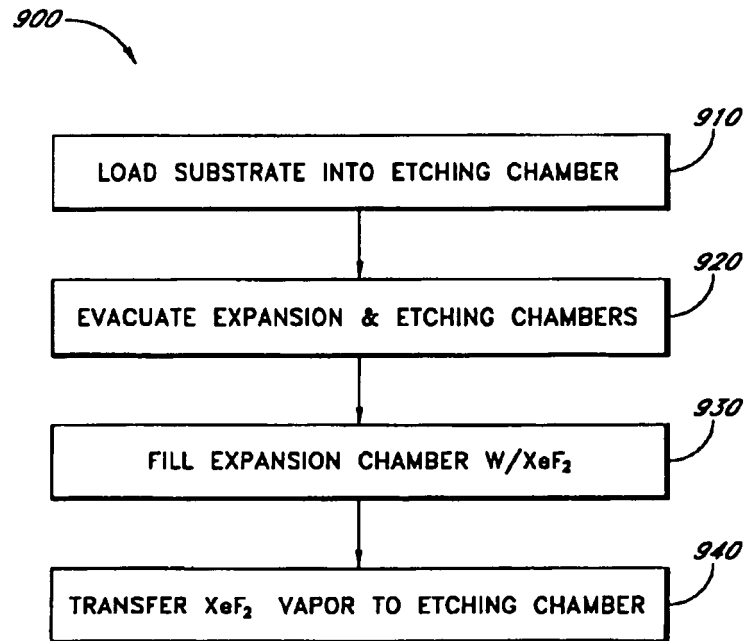 900
910
LOAD SUBSTRATE INTO ETCHING CHAMBER
920
EVACUATE EXPANSION & ETCHING CHAMBERS
930
FILL EXPANSION CHAMBER W/XeF₂
940
TRANSFER XeF₂ VAPOR TO ETCHING CHAMBER